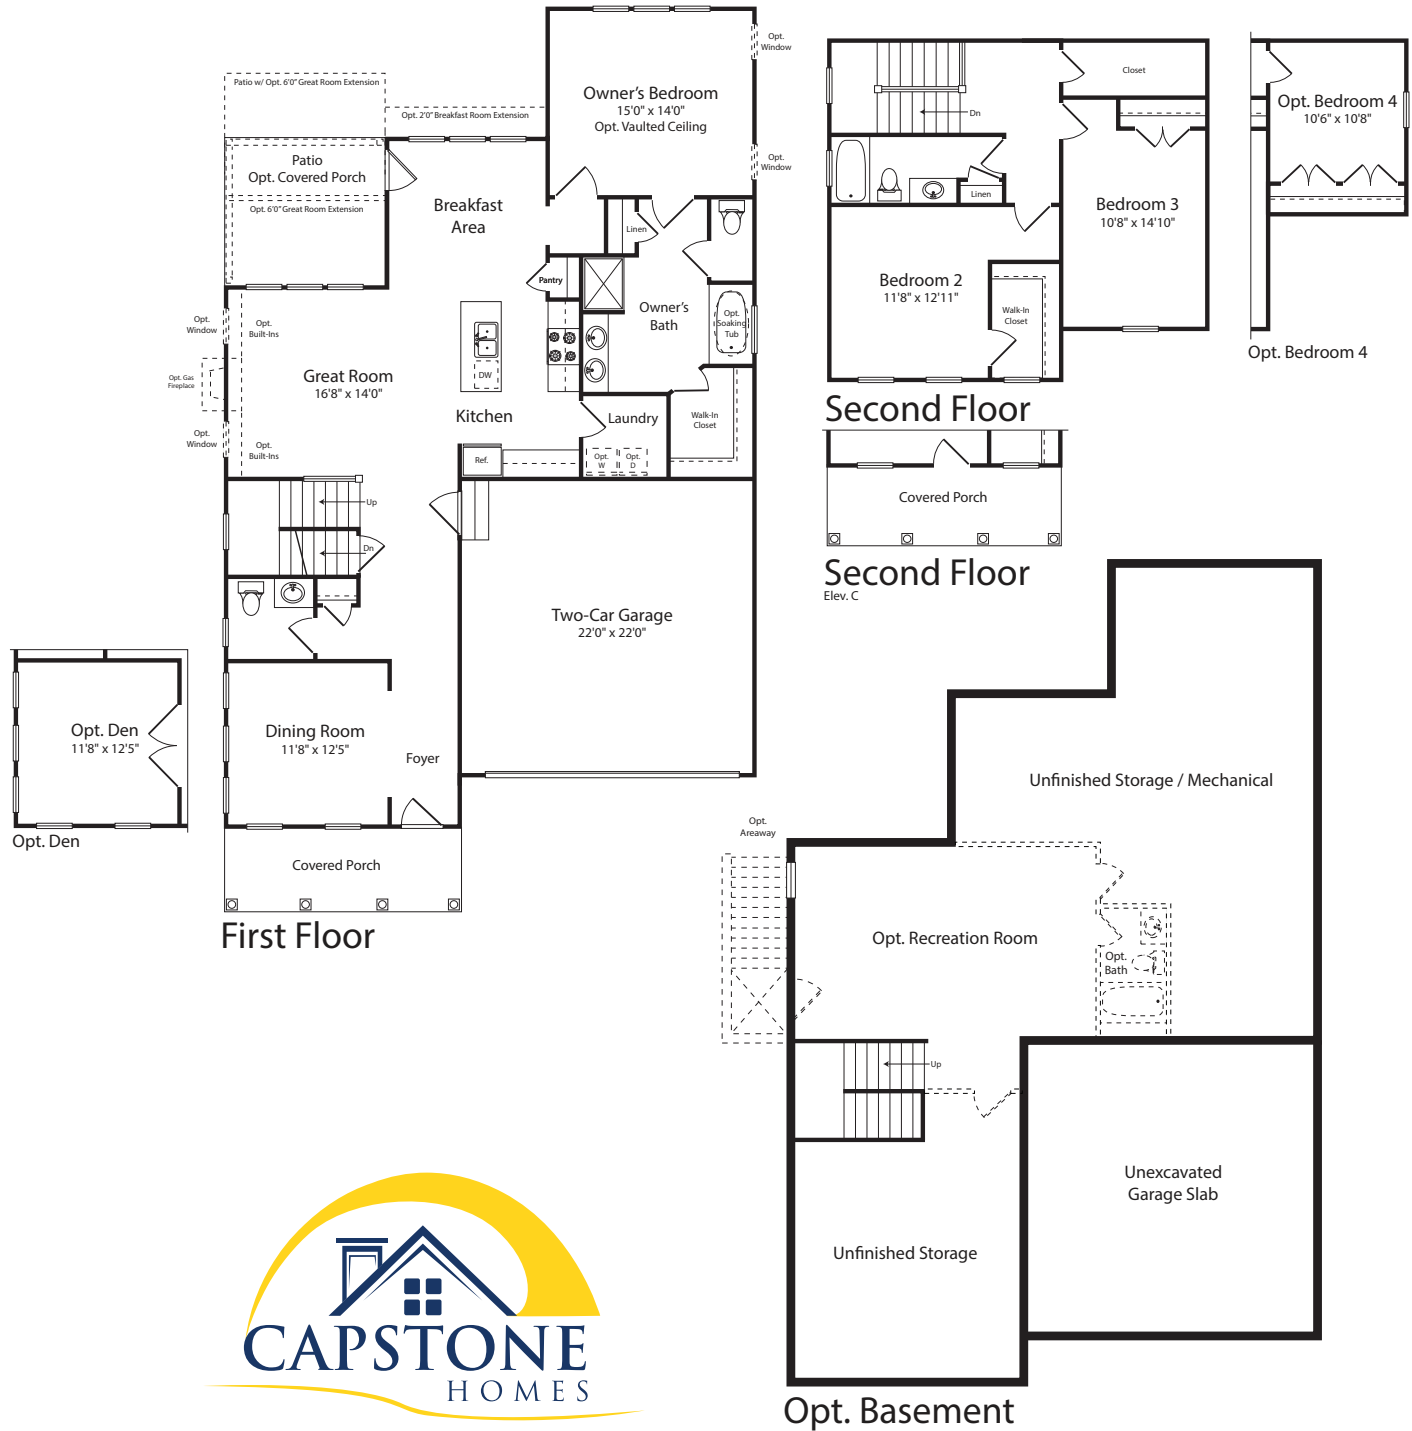 Patio w/ Opt. 6'0" Great Room Extension
Opt. 2'0" Breakfast Room Extension
Patio
Opt. Covered Porch
Opt. 6'0" Great Room Extension
Owner's Bedroom
15'0" x 14'0"
Opt. Vaulted Ceiling
Opt.
Window
Opt.
Window
Breakfast
Area
Linen
Pantry
Owner's
Bath
Opt.
Soaking
Tub
Opt.
Window
Opt.
Built-Ins
Opt. Gas
Fireplace
Great Room
16'8" x 14'0"
DW
Kitchen
Opt.
Window
Opt.
Built-Ins
Ref.
Laundry
Opt.
W
Opt.
D
Walk-In
Closet
Up
Dn
Two-Car Garage
22'0" x 22'0"
Dining Room
11'8" x 12'5"
Foyer
Covered Porch
First Floor
Opt. Den
11'8" x 12'5"
Opt. Den
Closet
Dn
Linen
Bedroom 3
10'8" x 14'10"
Bedroom 2
11'8" x 12'11"
Walk-In
Closet
Second Floor
Opt. Bedroom 4
10'6" x 10'8"
Opt. Bedroom 4
Covered Porch
Second Floor
Elev. C
Unfinished Storage / Mechanical
Opt.
Areaway
Opt. Recreation Room
Opt.
Bath
Up
Unexcavated
Garage Slab
Unfinished Storage
Opt. Basement
CAPSTONE
HOMES